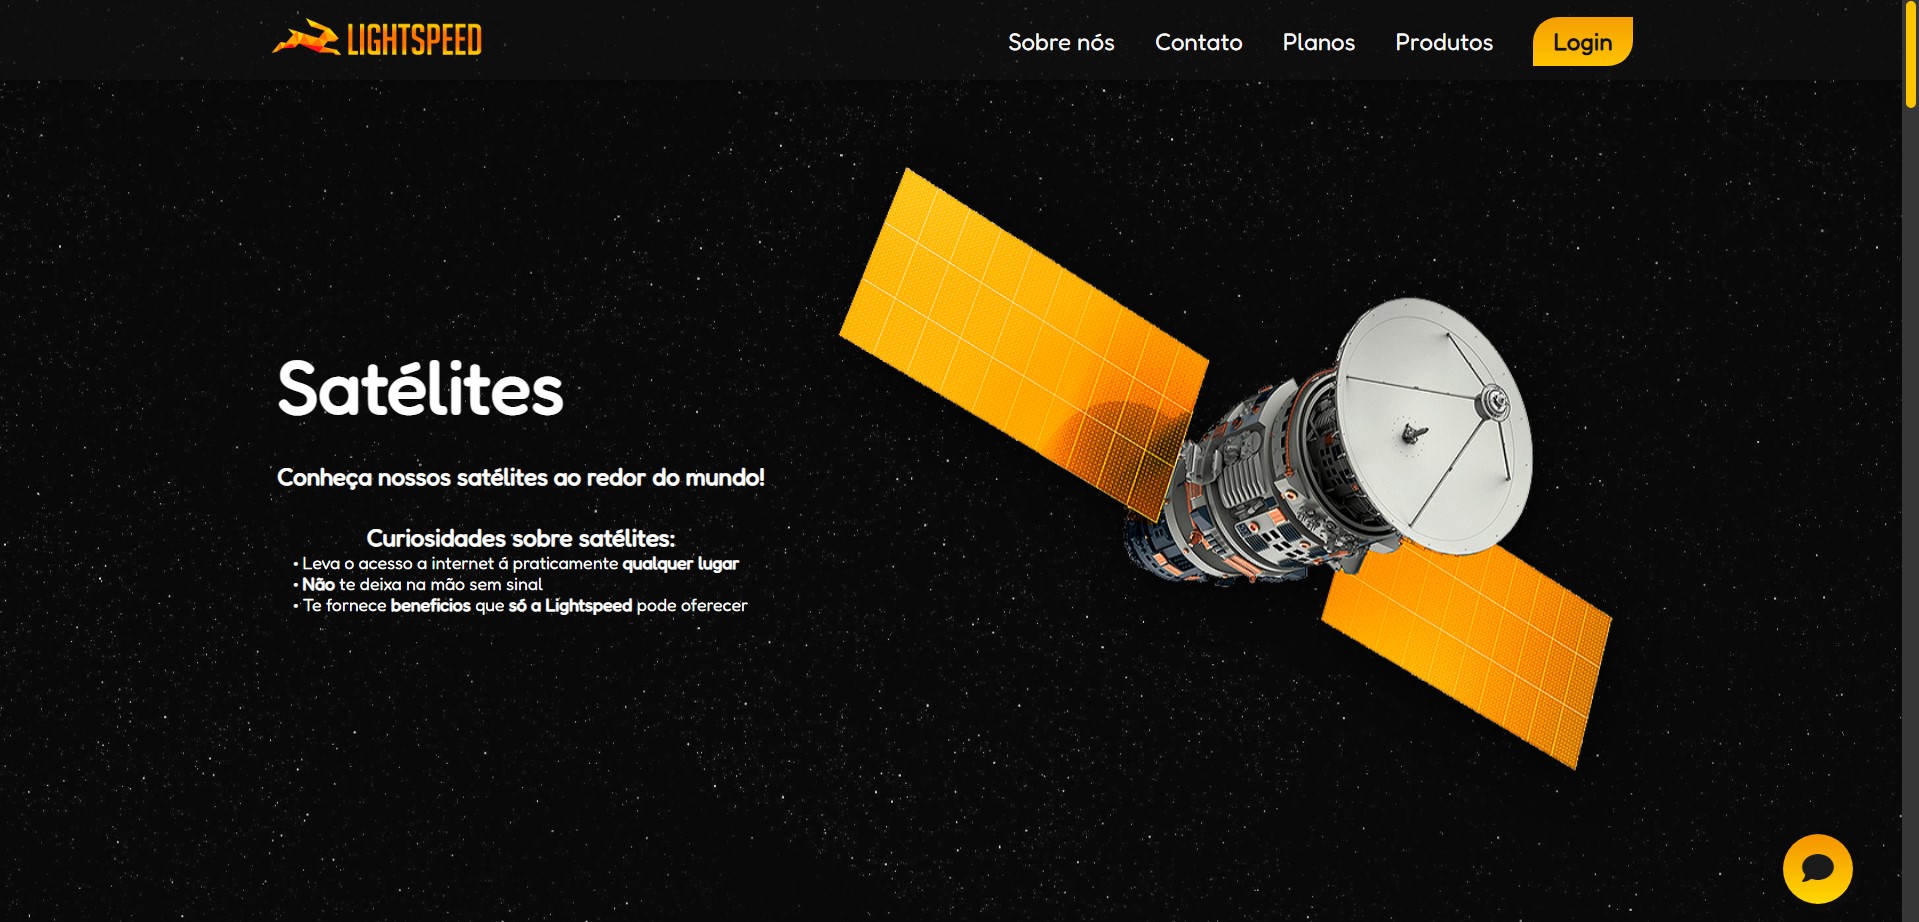 LIGHTSPEED
Sobre nós
Contato
Planos
Produtos
Login
Satélites
Conheça nossos satélites ao redor do mundo!
Curiosidades sobre satélites:
• Leva o acesso a internet á praticamente qualquer lugar
• Não te deixa na mão sem sinal
• Te fornece beneficios que só a Lightspeed pode oferecer